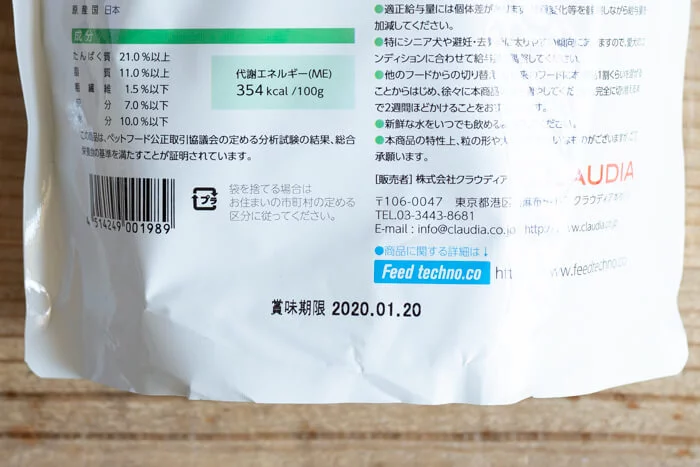 原産国 日本
成分
たんぱく質 21.0%以上
脂 質 11.0%以上
粗繊維 1.5%以下
分 7.0%以下
分 10.0%以下
代謝エネルギー(ME)
354 kcal/100g
この商品は、ペットフード公正取引協議会の定める分析試験の結果、総合
栄養食の基準を満たすことが証明されています。
4 514249 001989
プラ
袋を捨てる場合は
お住まいの市町村の定める
区分に従ってください。
●適正給与量には個体差が
加減してください。
●特にシニア犬や避妊・去
ンディションに合わせて給与
●他のフードからの切り替え
ことからはじめ、徐々に本商品
で2週間ほどかけることをお
●新鮮な水をいつでも飲める
●本商品の特性上、粒の形や
承願います。
[販売者] 株式会社クラウディア CLAUDIA
〒106-0047 東京都港区
TEL.03-3443-8681
E-mail : info@claudia.co.jp http://www.claudia.co.jp
●商品に関する詳細は↓
Feed techno.co www.feedtechno.co
賞味期限 2020.01.20